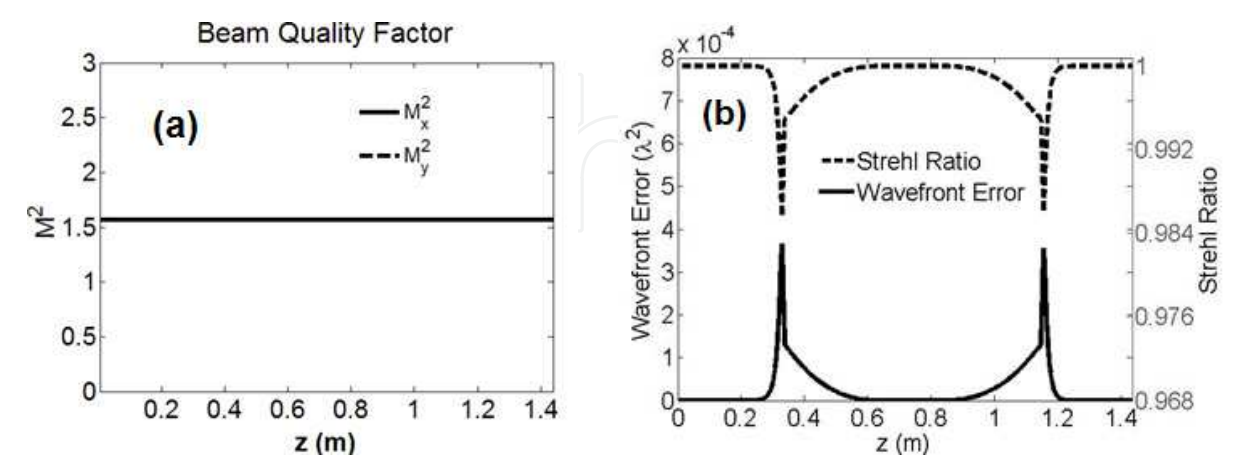 Beam Quality Factor
(a)
M²
3
2.5
2
1.5
1
0.5
0
M²x
M²y
0.2 0.4 0.6 0.8 1 1.2 1.4
z (m)
8 x 10⁻⁴
(b)
Wavefront Error (λ²)
7
6
5
4
3
2
1
0
Strehl Ratio
Wavefront Error
1
0.992
0.984
0.976
0.968
Strehl Ratio
0 0.2 0.4 0.6 0.8 1 1.2 1.4
z (m)